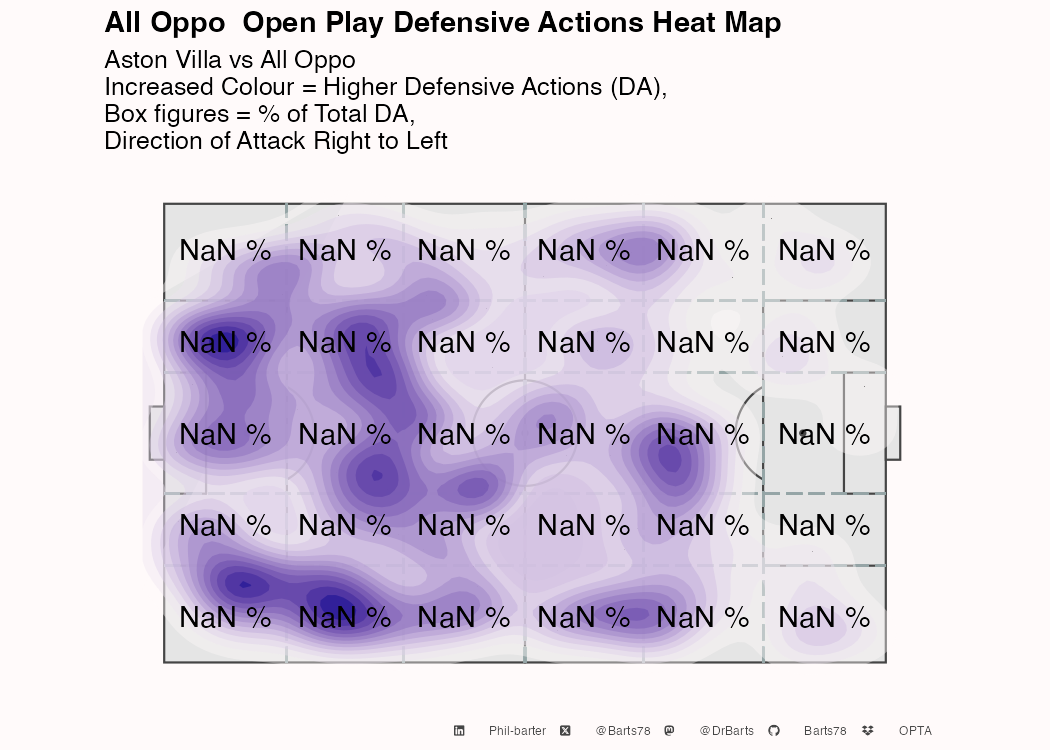 All Oppo  Open Play Defensive Actions Heat Map
Aston Villa vs All Oppo
Increased Colour = Higher Defensive Actions (DA),
Box figures = % of Total DA,
Direction of Attack Right to Left
NaN % NaN % NaN % NaN % NaN % NaN %
NaN % NaN % NaN % NaN % NaN % NaN %
NaN % NaN % NaN % NaN % NaN % NaN %
NaN % NaN % NaN % NaN % NaN % NaN %
NaN % NaN % NaN % NaN % NaN % NaN %
Phil-barter @Barts78 @DrBarts Barts78 OPTA